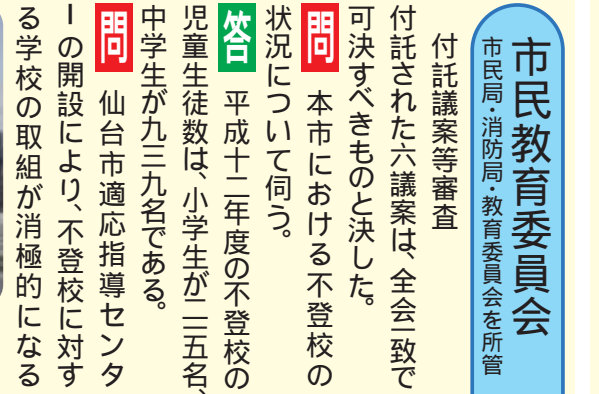 市民教育委員会
市民局・消防局・教育委員会を所管
付託議案等審査
付託された六議案は、全会一致で
可決すべきものと決した。
問 本市における不登校の
状況について伺う。
答 平成十二年度の不登校の
児童生徒数は、小学生が二一五名、
中学生が九三九名である。
問 仙台市適応指導センタ
ーの開設により、不登校に対す
る学校の取組が消極的になる